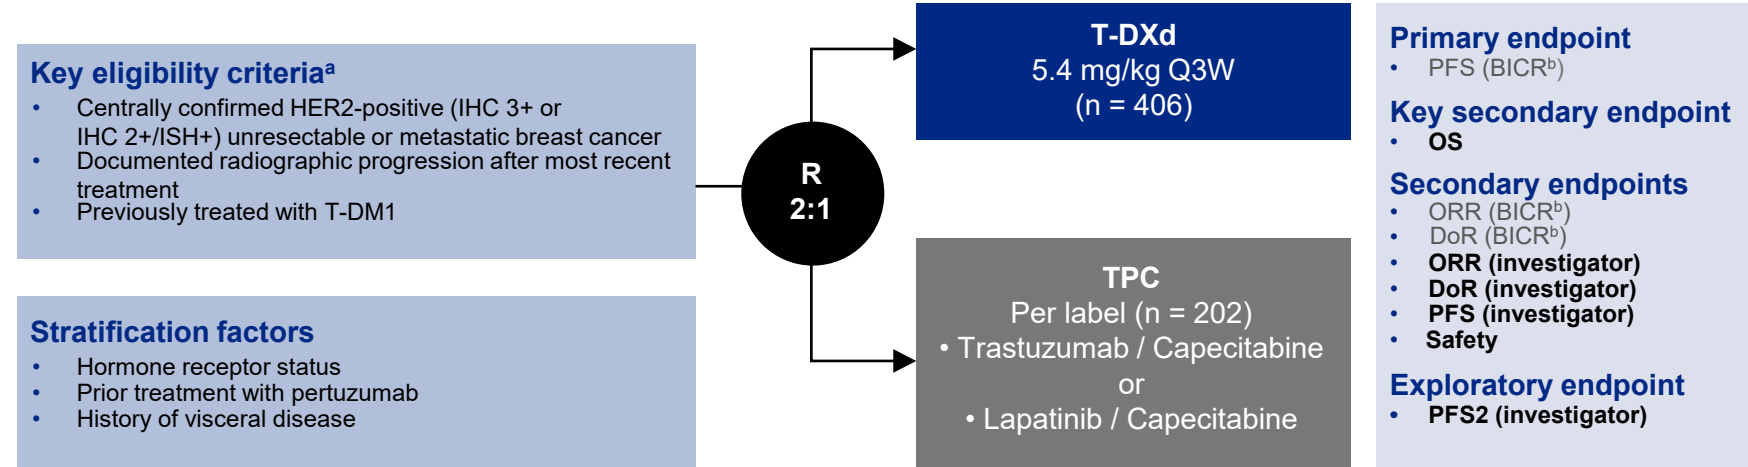 Key eligibility criteriaᵃ
• Centrally confirmed HER2-positive (IHC 3+ or
IHC 2+/ISH+) unresectable or metastatic breast cancer
• Documented radiographic progression after most recent
treatment
• Previously treated with T-DM1
Stratification factors
• Hormone receptor status
• Prior treatment with pertuzumab
• History of visceral disease
R
2:1
T-DXd
5.4 mg/kg Q3W
(n = 406)
TPC
Per label (n = 202)
• Trastuzumab / Capecitabine
or
• Lapatinib / Capecitabine
Primary endpoint
• PFS (BICRᵇ)
Key secondary endpoint
• OS
Secondary endpoints
• ORR (BICRᵇ)
• DoR (BICRᵇ)
• ORR (investigator)
• DoR (investigator)
• PFS (investigator)
• Safety
Exploratory endpoint
• PFS2 (investigator)